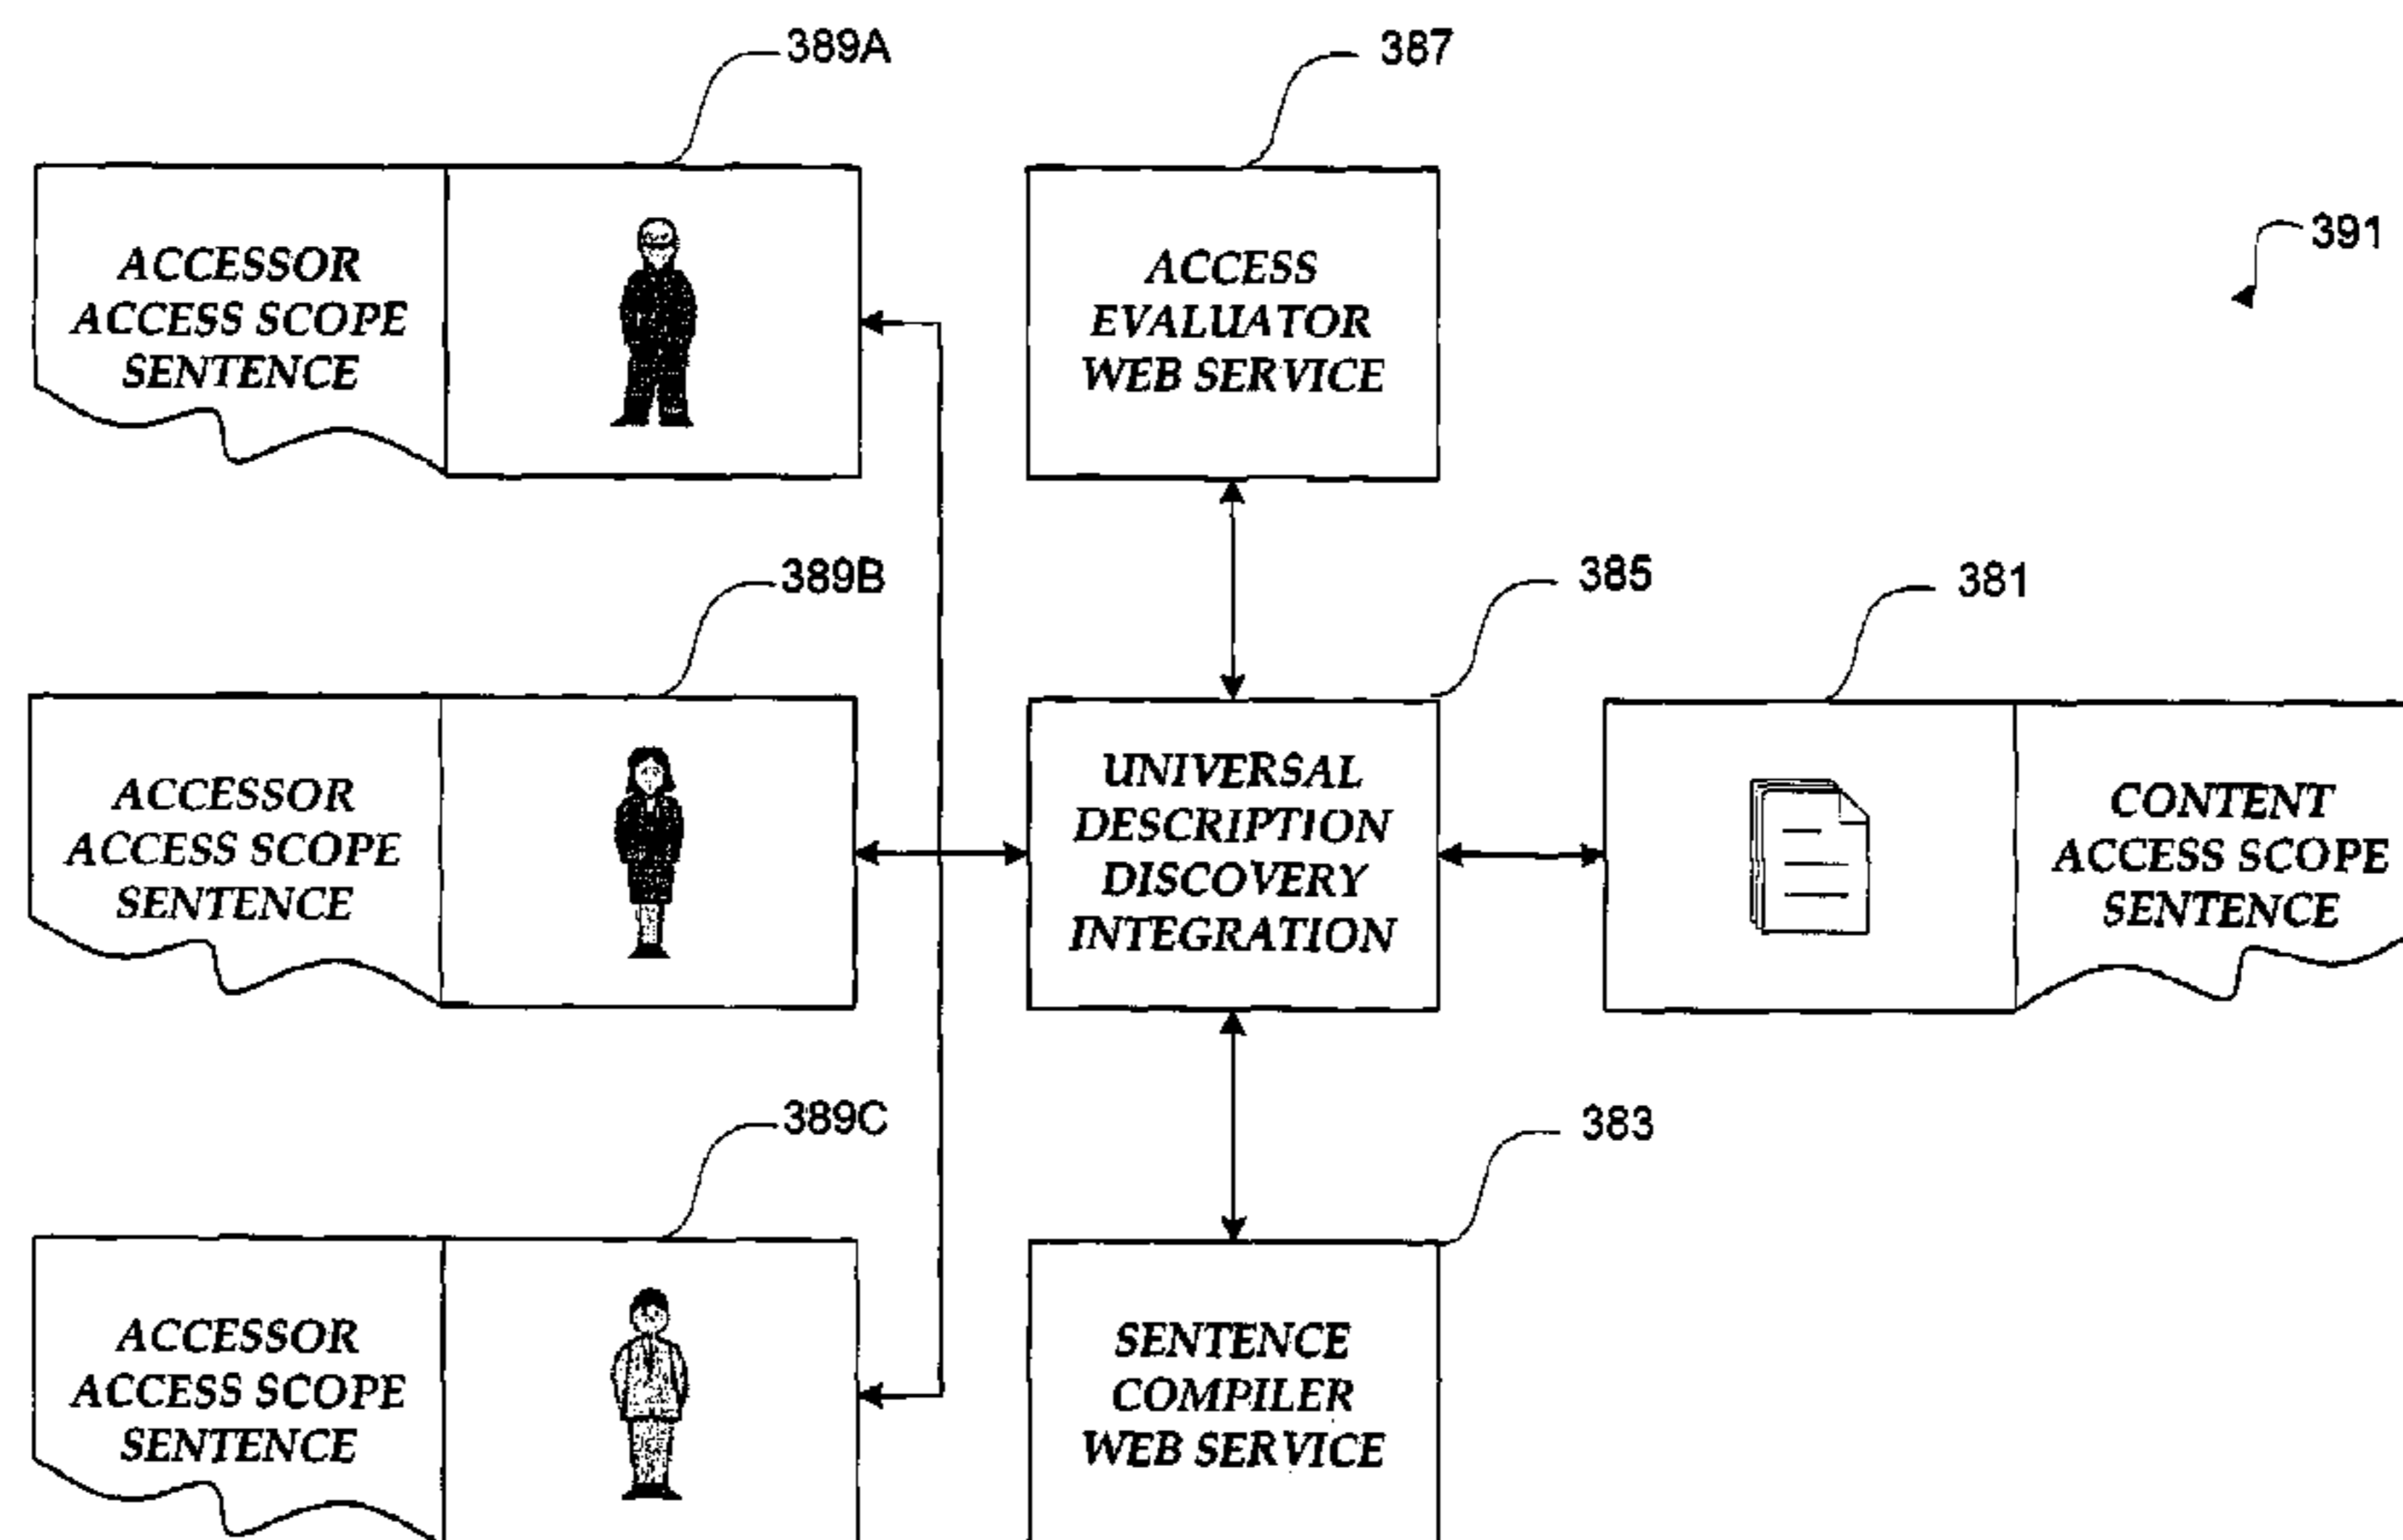 389A
387
ACCESSOR
ACCESS SCOPE
SENTENCE
ACCESS
EVALUATOR
WEB SERVICE
391
389B
385
381
ACCESSOR
ACCESS SCOPE
SENTENCE
UNIVERSAL
DESCRIPTION
DISCOVERY
INTEGRATION
CONTENT
ACCESS SCOPE
SENTENCE
389C
383
ACCESSOR
ACCESS SCOPE
SENTENCE
SENTENCE
COMPILER
WEB SERVICE